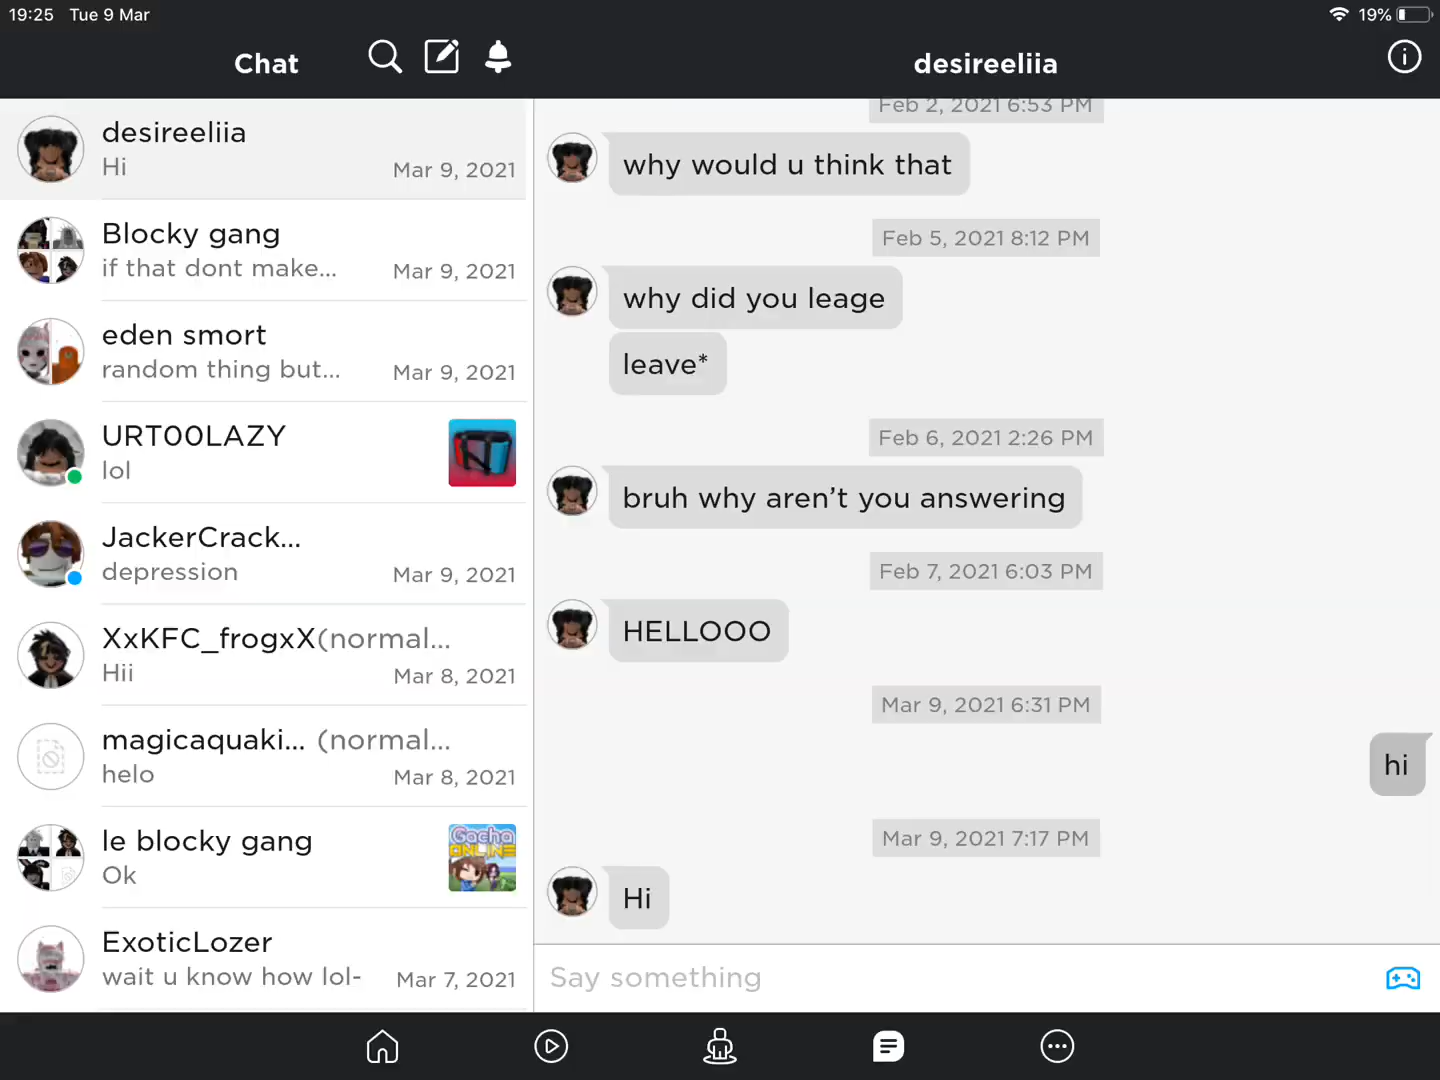 19:25 Tue 9 Mar
19%
Chat
desireeliia
desireeliia
Hi
Mar 9, 2021
Blocky gang
if that dont make...
Mar 9, 2021
eden smort
random thing but...
Mar 9, 2021
URT00LAZY
lol
JackerCrack...
depression
Mar 9, 2021
XxKFC_frogxX(normal...
Hii
Mar 8, 2021
magicaquaki... (normal...
helo
Mar 8, 2021
le blocky gang
Ok
Gacha
ONLINE
ExoticLozer
wait u know how lol-
Mar 7, 2021
Feb 2, 2021 6:53 PM
why would u think that
Feb 5, 2021 8:12 PM
why did you leage
leave*
Feb 6, 2021 2:26 PM
bruh why aren’t you answering
Feb 7, 2021 6:03 PM
HELLOOO
Mar 9, 2021 6:31 PM
hi
Mar 9, 2021 7:17 PM
Hi
Say something